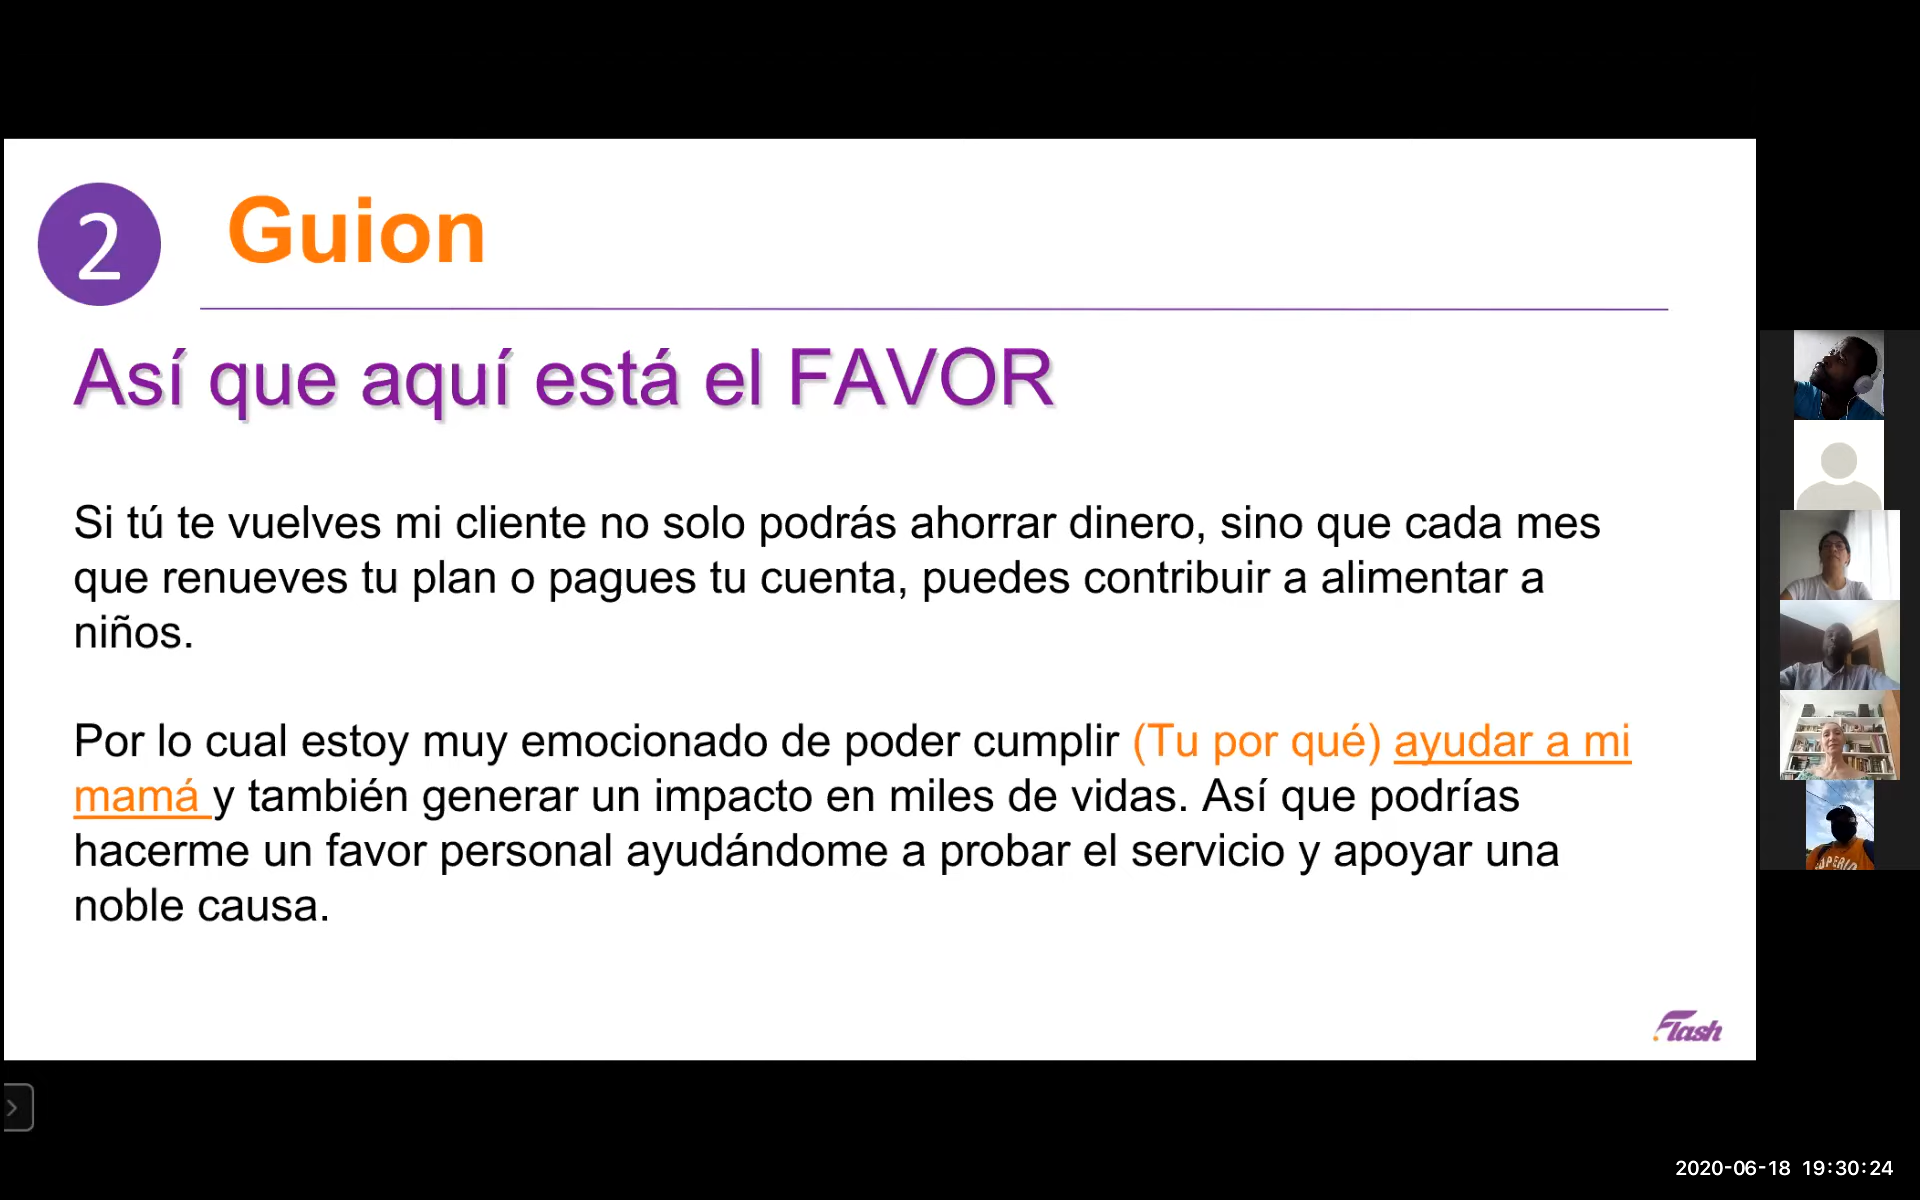 2
Guion
Así que aquí está el FAVOR
Si tú te vuelves mi cliente no solo podrás ahorrar dinero, sino que cada mes
que renueves tu plan o pagues tu cuenta, puedes contribuir a alimentar a
niños.
Por lo cual estoy muy emocionado de poder cumplir (Tu por qué) ayudar a mi
mamá y también generar un impacto en miles de vidas. Así que podrías
hacerme un favor personal ayudándome a probar el servicio y apoyar una
noble causa.
Flash
2020-06-18 19:30:24